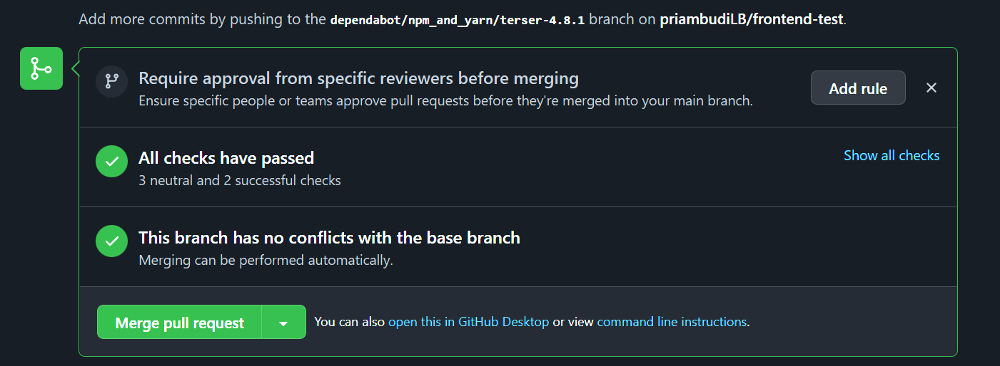 Add more commits by pushing to the dependabot/npm_and_yarn/terser-4.8.1 branch on priambudiLB/frontend-test.
Require approval from specific reviewers before merging
Ensure specific people or teams approve pull requests before they're merged into your main branch.
Add rule
All checks have passed
3 neutral and 2 successful checks
Show all checks
This branch has no conflicts with the base branch
Merging can be performed automatically.
Merge pull request
You can also open this in GitHub Desktop or view command line instructions.